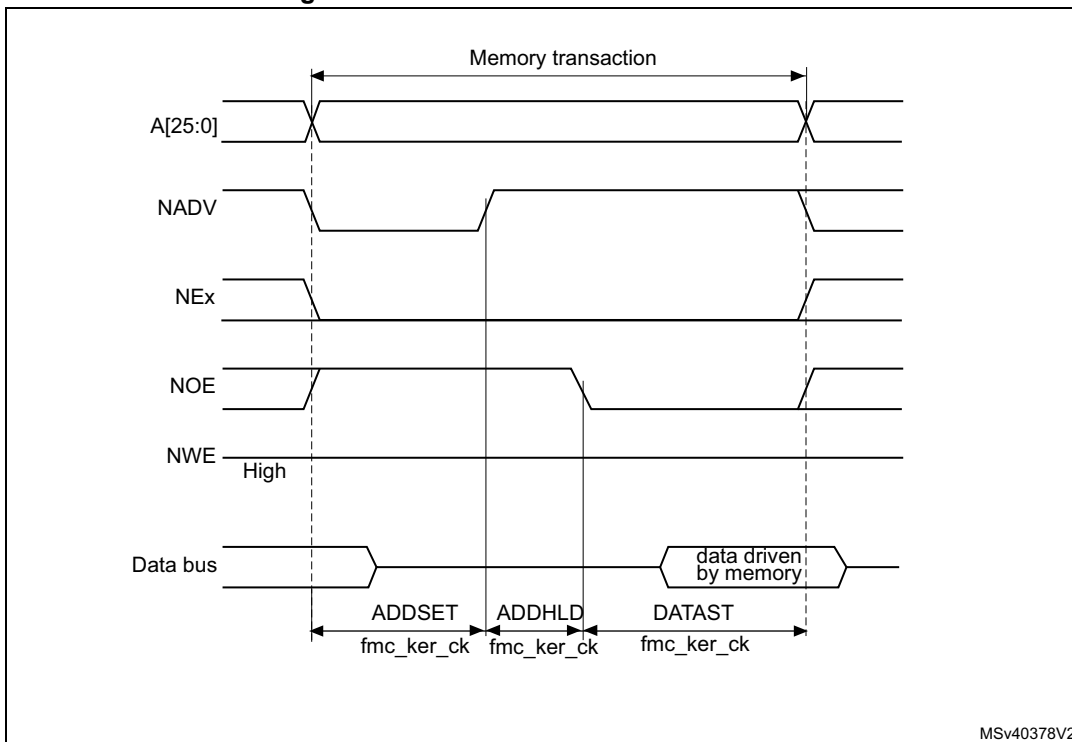 Memory transaction
A[25:0]
NADV
NEx
NOE
NWE
High
Data bus
data driven
by memory
ADDSET ADDHLD DATAST
fmc_ker_ck fmc_ker_ck fmc_ker_ck
MSv40378V2